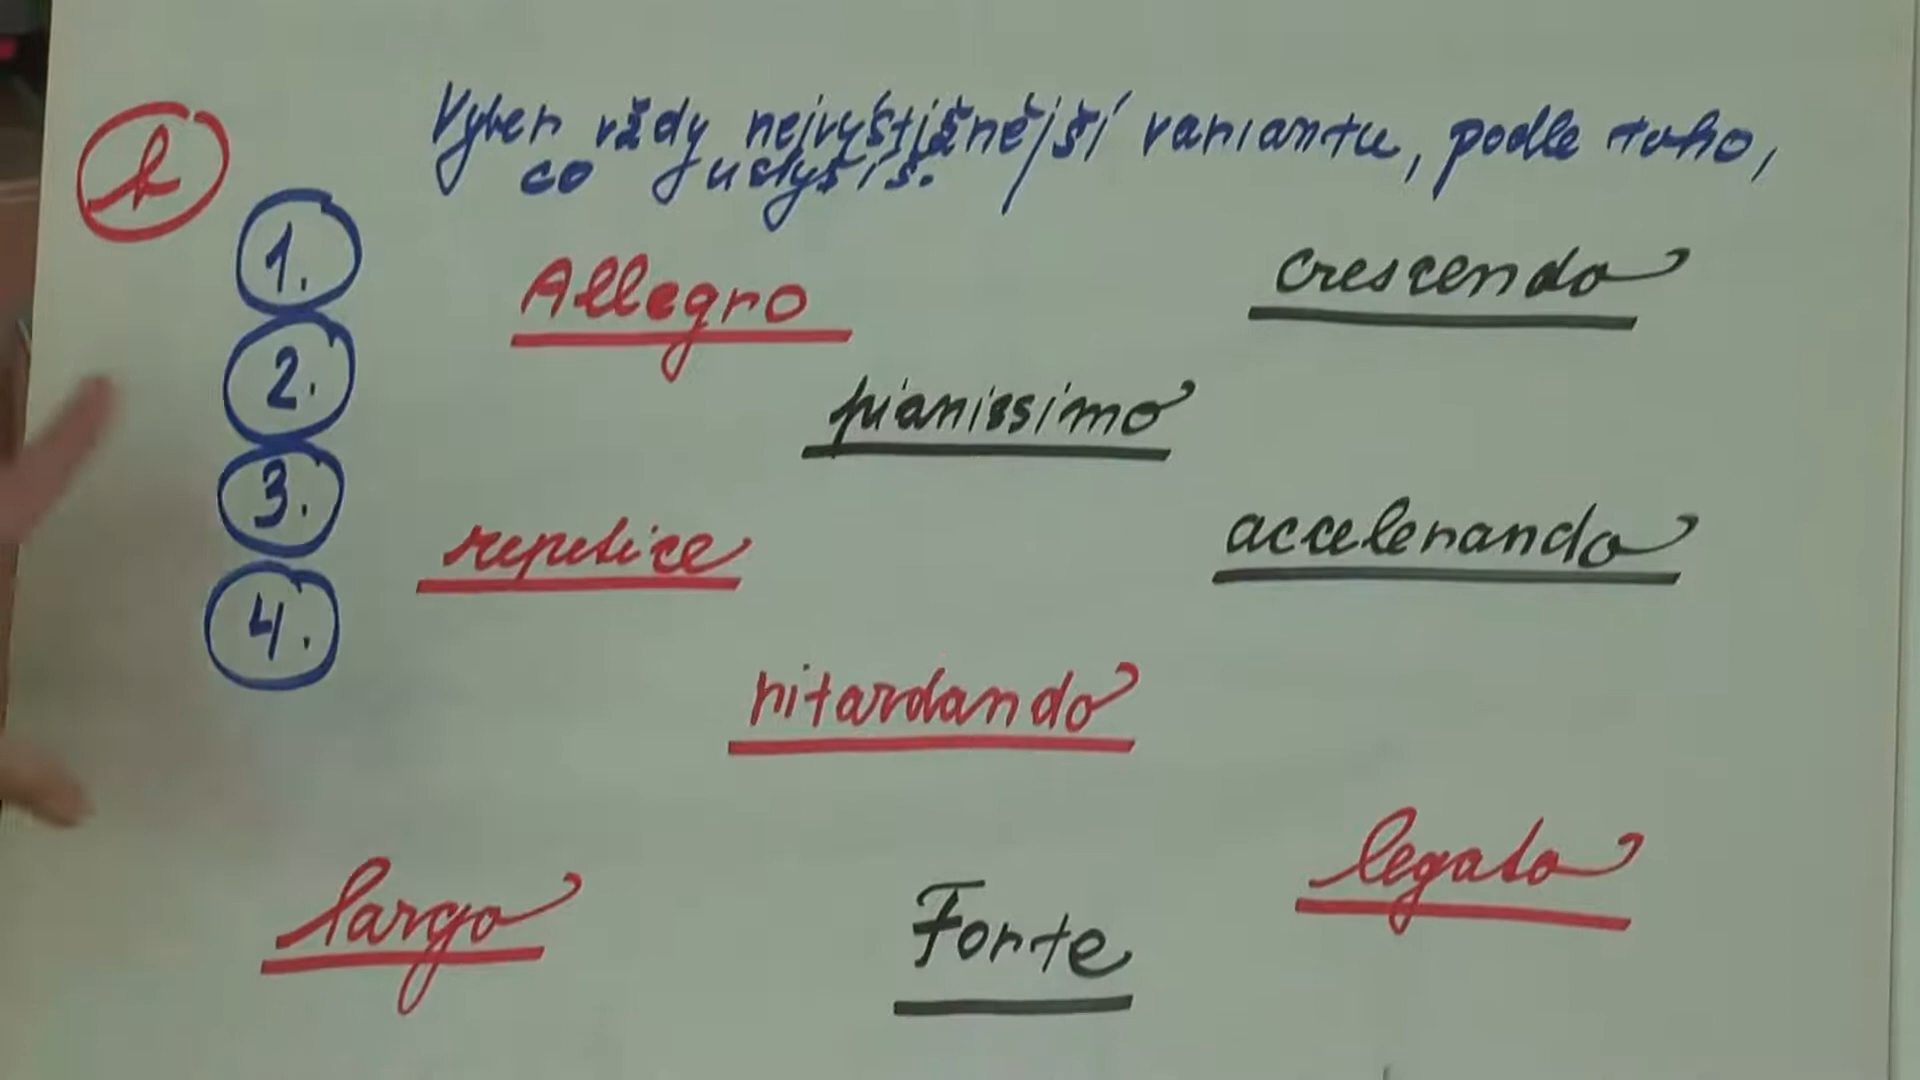 k
Vyber vždy nejvýstižnější variantu, podle toho,
co uslyšíš.
1.
2.
3.
4.
Allegro
crescendo
pianissimo
repetice
accelerando
ritardando
largo
Forte
legato